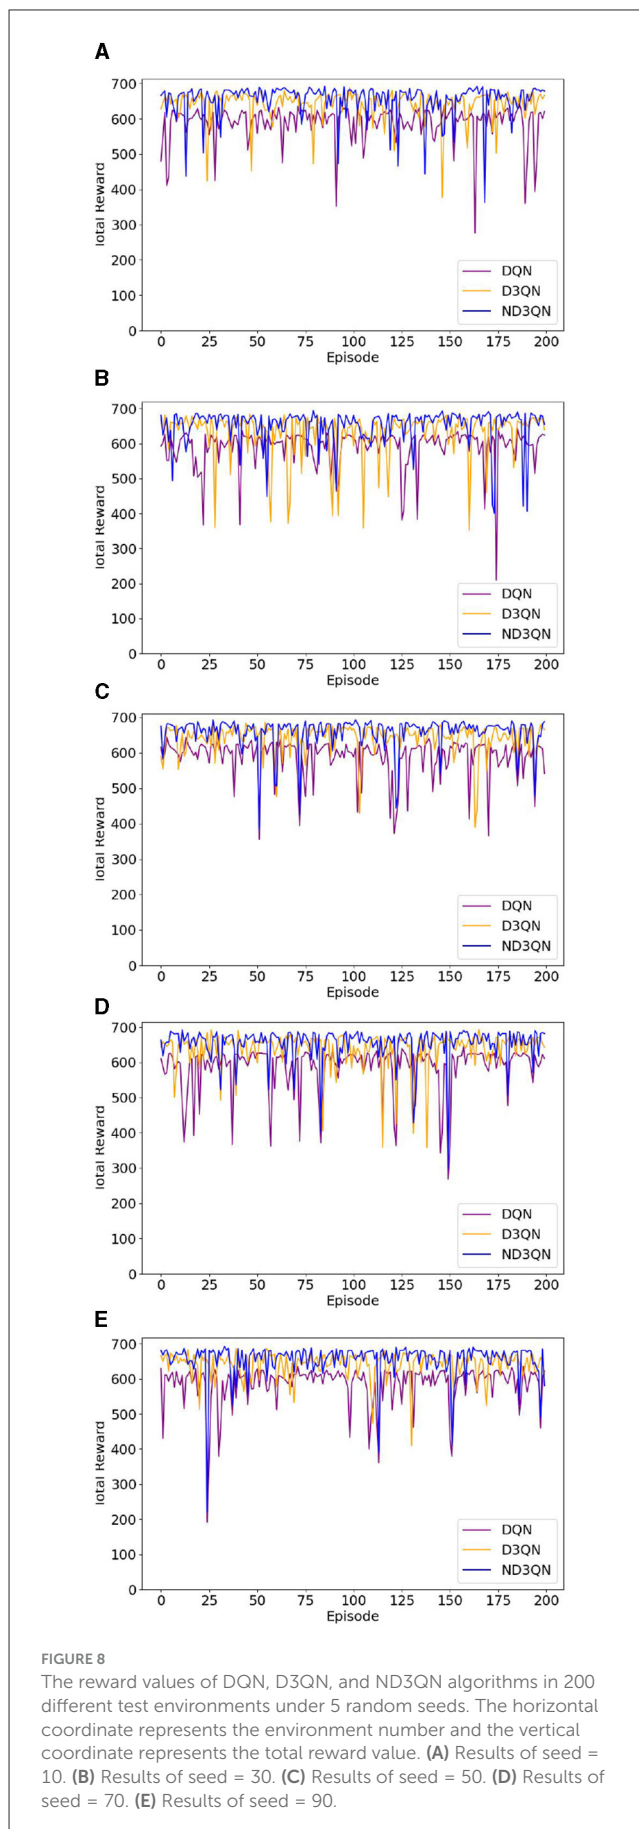 A
700
600
500
400
300
200
100
0
Total Reward
DQN
D3QN
ND3QN
0 25 50 75 100 125 150 175 200
Episode
B
700
600
500
400
300
200
100
0
Total Reward
DQN
D3QN
ND3QN
0 25 50 75 100 125 150 175 200
Episode
C
700
600
500
400
300
200
100
0
Total Reward
DQN
D3QN
ND3QN
0 25 50 75 100 125 150 175 200
Episode
D
700
600
500
400
300
200
100
0
Total Reward
DQN
D3QN
ND3QN
0 25 50 75 100 125 150 175 200
Episode
E
700
600
500
400
300
200
100
0
Total Reward
DQN
D3QN
ND3QN
0 25 50 75 100 125 150 175 200
Episode
FIGURE 8
The reward values of DQN, D3QN, and ND3QN algorithms in 200
different test environments under 5 random seeds. The horizontal
coordinate represents the environment number and the vertical
coordinate represents the total reward value. (A) Results of seed =
10. (B) Results of seed = 30. (C) Results of seed = 50. (D) Results of
seed = 70. (E) Results of seed = 90.